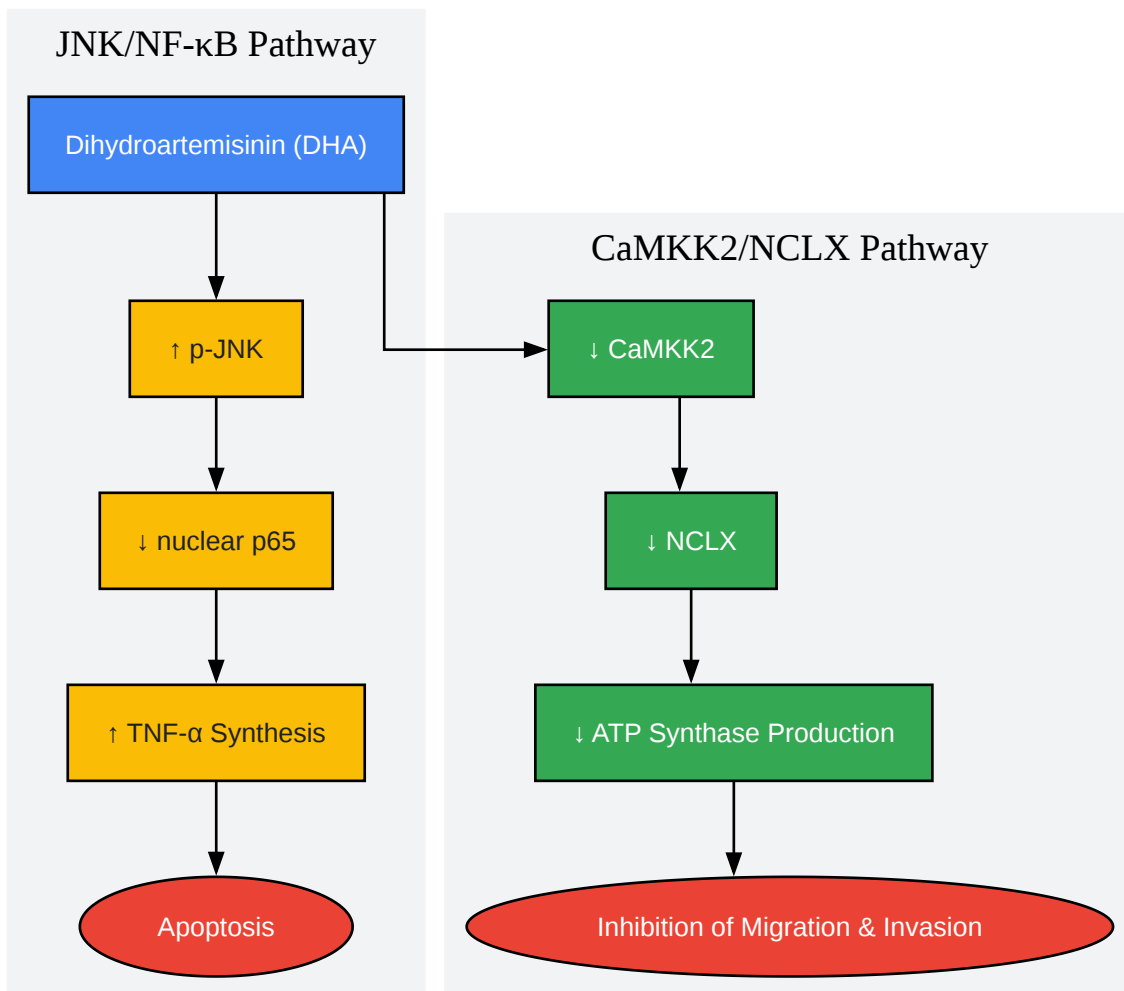 JNK/NF-κB Pathway
Dihydroartemisinin (DHA)
CaMKK2/NCLX Pathway
↑ p-JNK
↓ CaMKK2
↓ nuclear p65
↓ NCLX
↑ TNF-α Synthesis
↓ ATP Synthase Production
Apoptosis
Inhibition of Migration & Invasion